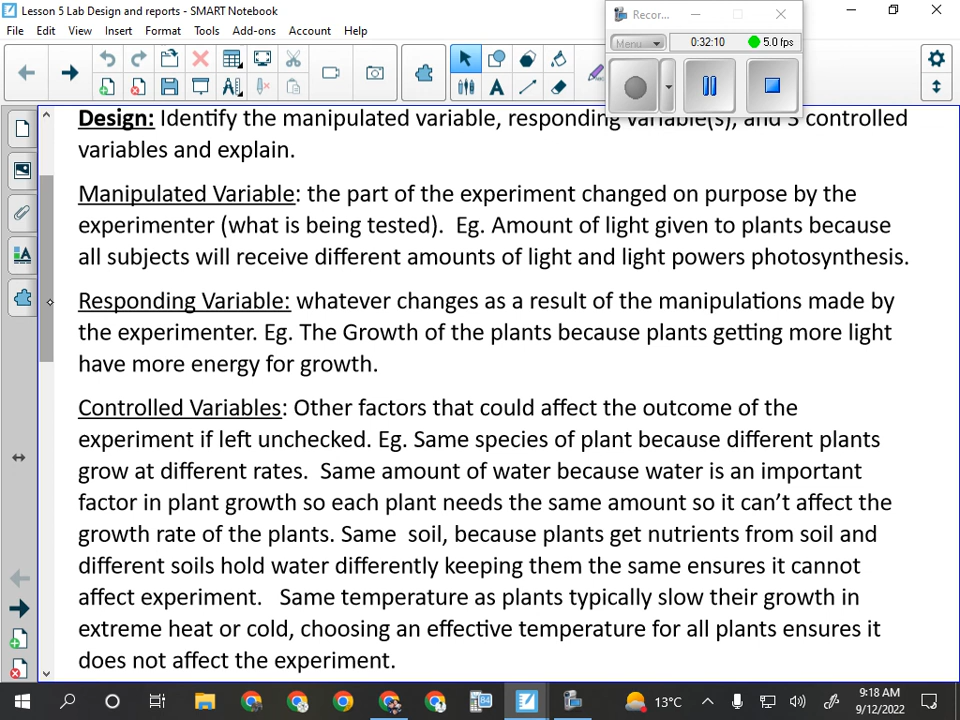 Lesson 5 Lab Design and reports - SMART Notebook
Recor...
File Edit View Insert Format Tools Add-ons Account Help
Menu 0:32:10 5.0 fps
Design: Identify the manipulated variable, responding variable(s), and 3 controlled
variables and explain.
Manipulated Variable: the part of the experiment changed on purpose by the
experimenter (what is being tested). Eg. Amount of light given to plants because
all subjects will receive different amounts of light and light powers photosynthesis.
Responding Variable: whatever changes as a result of the manipulations made by
the experimenter. Eg. The Growth of the plants because plants getting more light
have more energy for growth.
Controlled Variables: Other factors that could affect the outcome of the
experiment if left unchecked. Eg. Same species of plant because different plants
grow at different rates. Same amount of water because water is an important
factor in plant growth so each plant needs the same amount so it can’t affect the
growth rate of the plants. Same soil, because plants get nutrients from soil and
different soils hold water differently keeping them the same ensures it cannot
affect experiment. Same temperature as plants typically slow their growth in
extreme heat or cold, choosing an effective temperature for all plants ensures it
does not affect the experiment.
13°C
9:18 AM
9/12/2022